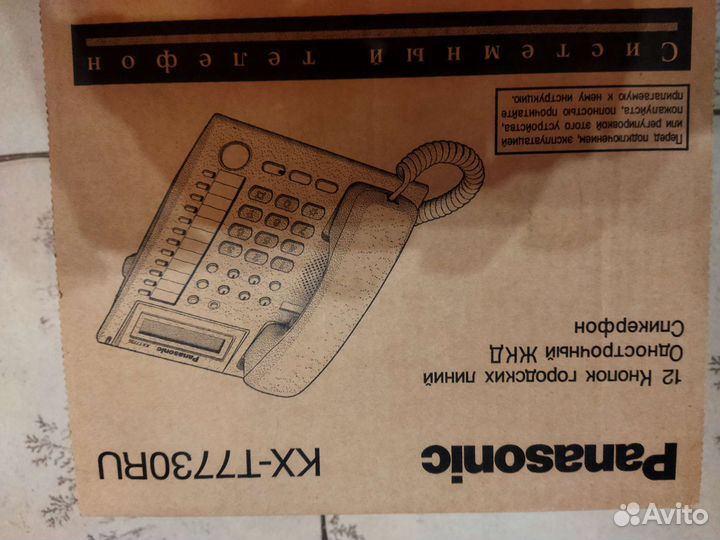 Panasonic KX-T7730RU
12 Кнопок городских линий
Однострочный ЖКД
Спикерфон
Panasonic
Перед подключением, эксплуатацией
или регулировкой этого устройства,
пожалуйста, полностью прочитайте
прилагаемую к нему инструкцию.
Системный телефон
Avito